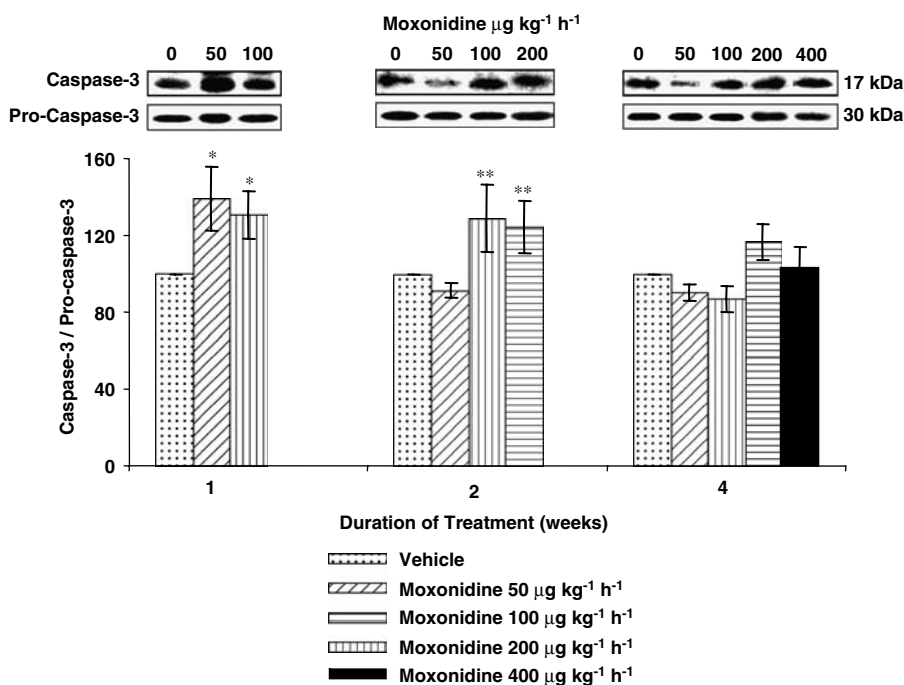 Moxonidine µg kg⁻¹ h⁻¹
0 50 100 0 50 100 200 0 50 100 200 400
Caspase-3 17 kDa
Pro-Caspase-3 30 kDa
Caspase-3 / Pro-caspase-3
160
120
80
40
0
* *
** **
1 2 4
Duration of Treatment (weeks)
Vehicle
Moxonidine 50 µg kg⁻¹ h⁻¹
Moxonidine 100 µg kg⁻¹ h⁻¹
Moxonidine 200 µg kg⁻¹ h⁻¹
Moxonidine 400 µg kg⁻¹ h⁻¹